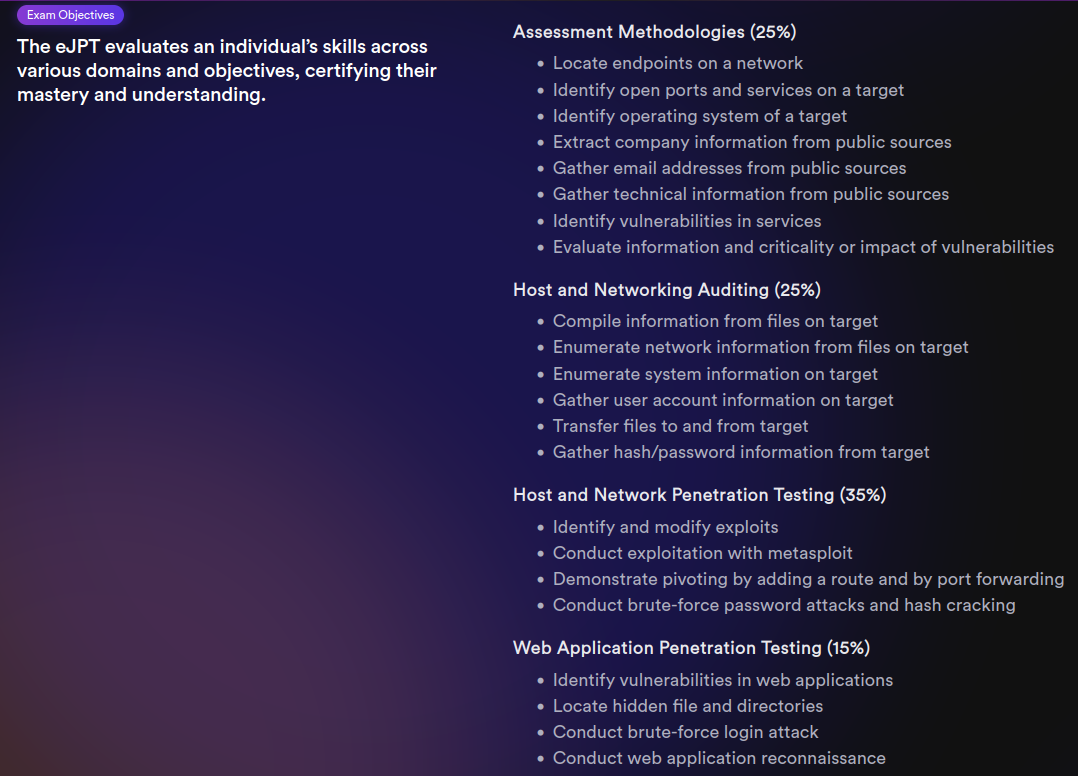 Exam Objectives
The eJPT evaluates an individual's skills across
various domains and objectives, certifying their
mastery and understanding.
Assessment Methodologies (25%)
• Locate endpoints on a network
• Identify open ports and services on a target
• Identify operating system of a target
• Extract company information from public sources
• Gather email addresses from public sources
• Gather technical information from public sources
• Identify vulnerabilities in services
• Evaluate information and criticality or impact of vulnerabilities
Host and Networking Auditing (25%)
• Compile information from files on target
• Enumerate network information from files on target
• Enumerate system information on target
• Gather user account information on target
• Transfer files to and from target
• Gather hash/password information from target
Host and Network Penetration Testing (35%)
• Identify and modify exploits
• Conduct exploitation with metasploit
• Demonstrate pivoting by adding a route and by port forwarding
• Conduct brute-force password attacks and hash cracking
Web Application Penetration Testing (15%)
• Identify vulnerabilities in web applications
• Locate hidden file and directories
• Conduct brute-force login attack
• Conduct web application reconnaissance